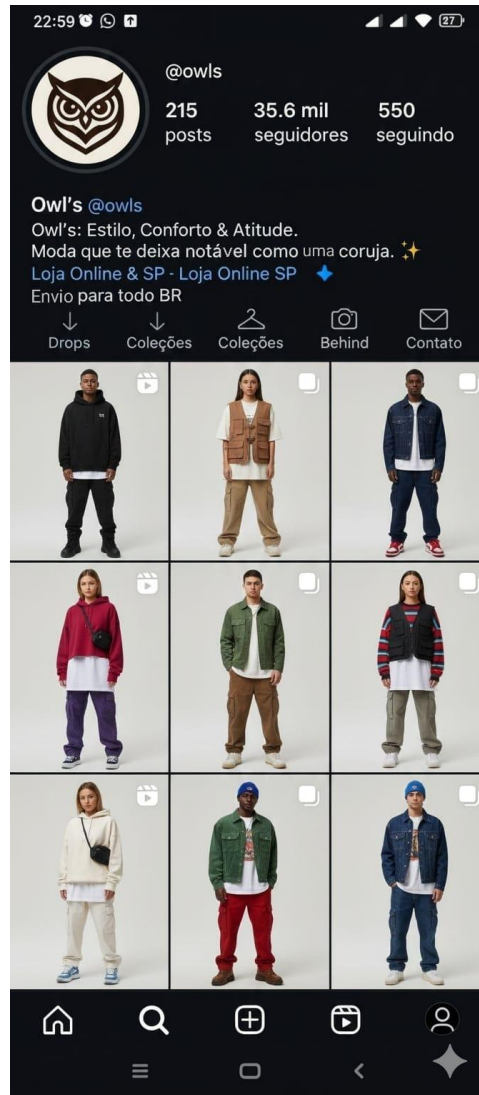 22:59
27
@owls
215 35.6 mil 550
posts seguidores seguindo
Owl's @owls
Owl's: Estilo, Conforto & Atitude.
Moda que te deixa notável como uma coruja. ✨
Loja Online & SP - Loja Online SP
Envio para todo BR
Drops Coleções Coleções Behind Contato